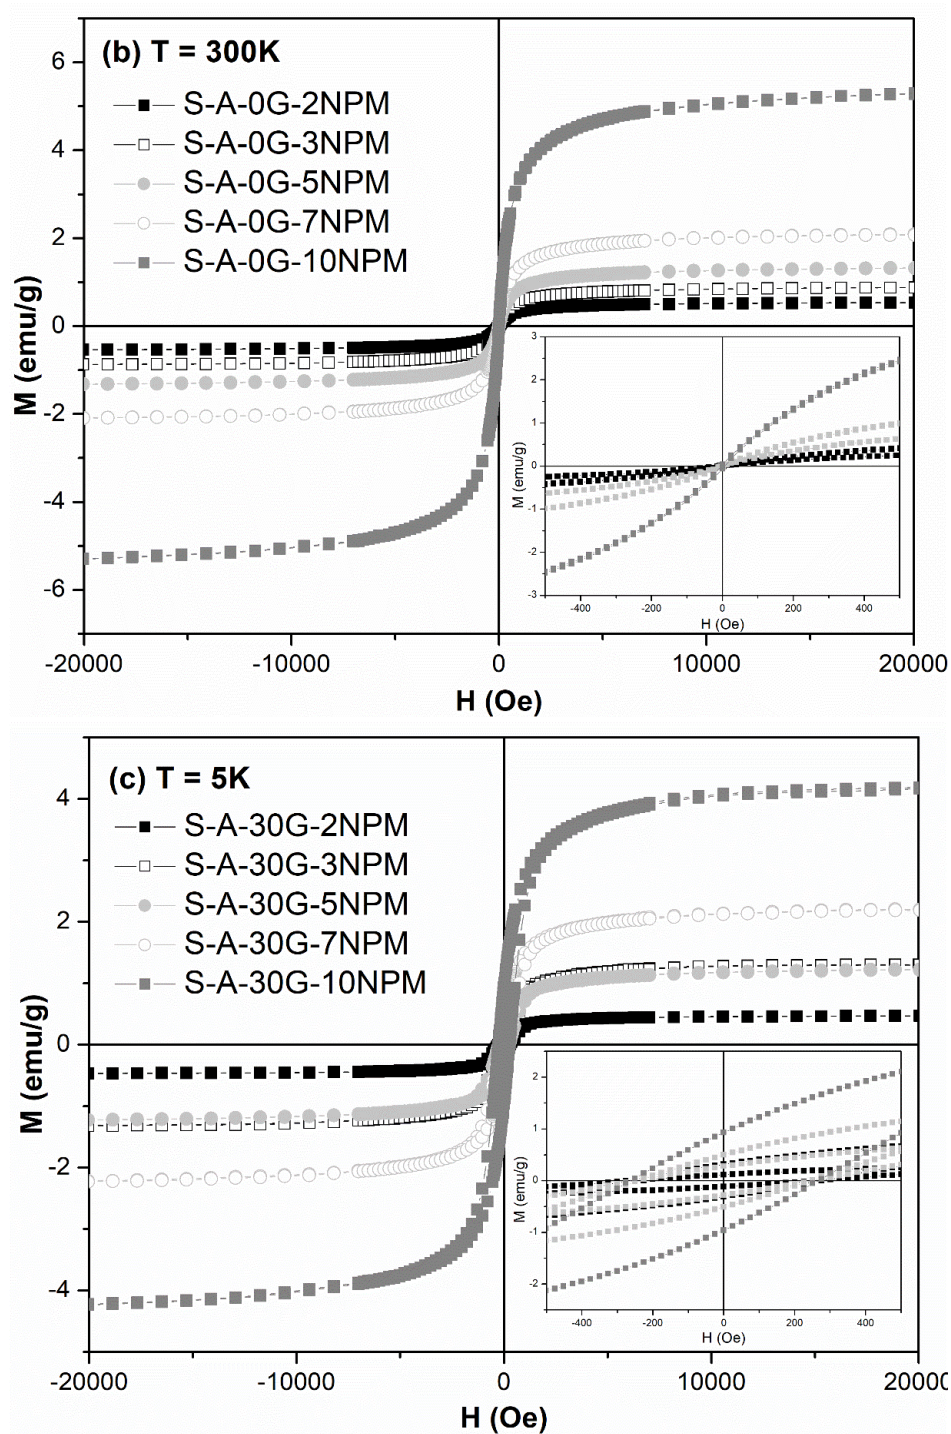 (b) T = 300K
S-A-0G-2NPM
S-A-0G-3NPM
S-A-0G-5NPM
S-A-0G-7NPM
S-A-0G-10NPM
M (emu/g)
6
4
2
0
-2
-4
-6
-20000 -10000 0 10000 20000
H (Oe)
M (emu/g)
3
2
1
0
-1
-2
-3
-400 -200 0 200 400
H (Oe)
(c) T = 5K
S-A-30G-2NPM
S-A-30G-3NPM
S-A-30G-5NPM
S-A-30G-7NPM
S-A-30G-10NPM
M (emu/g)
4
2
0
-2
-4
-20000 -10000 0 10000 20000
H (Oe)
M (emu/g)
2
1
0
-1
-2
-400 -200 0 200 400
H (Oe)